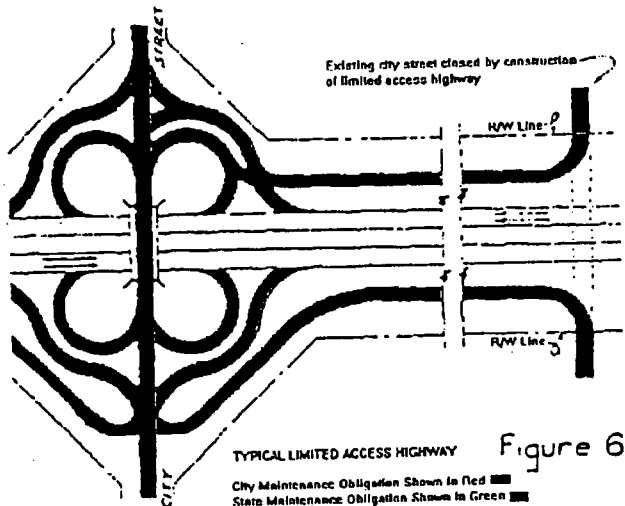 STREET
Existing city street closed by construction
of limited access highway
R/W Line
R/W Line
TYPICAL LIMITED ACCESS HIGHWAY
Figure 6
City Maintenance Obligation Shown in Red
State Maintenance Obligation Shown in Green
CITY